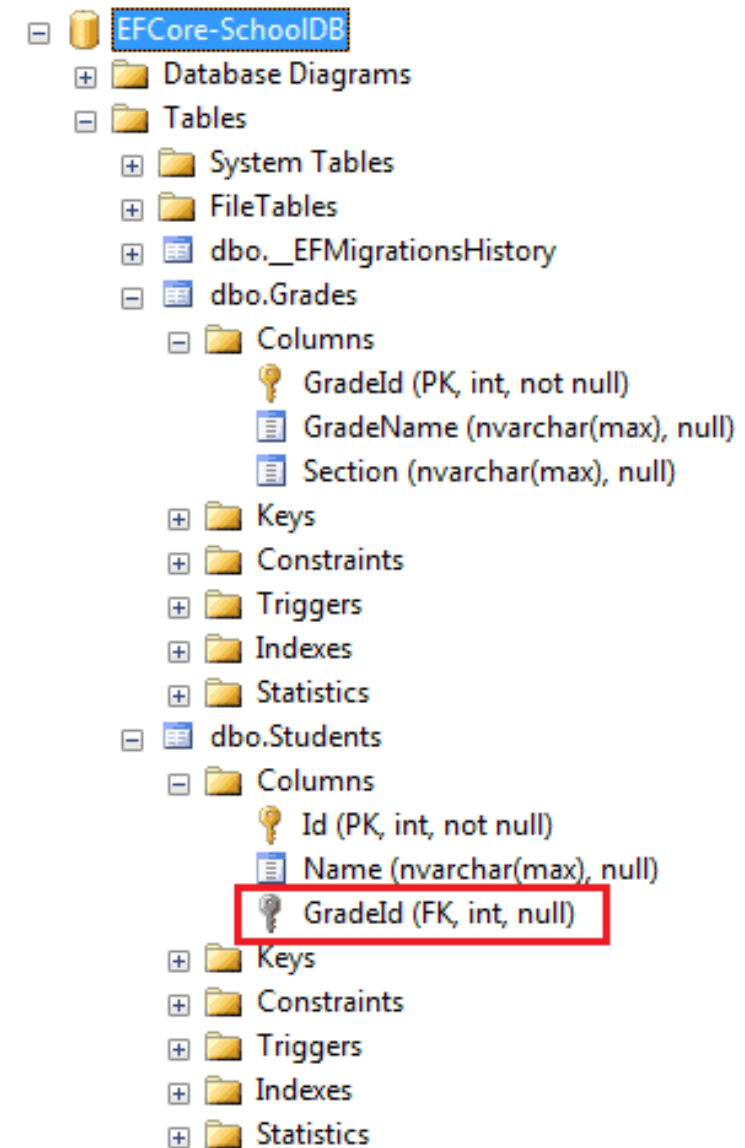 EFCore-SchoolDB
Database Diagrams
Tables
System Tables
FileTables
dbo.__EFMigrationsHistory
dbo.Grades
Columns
GradeId (PK, int, not null)
GradeName (nvarchar(max), null)
Section (nvarchar(max), null)
Keys
Constraints
Triggers
Indexes
Statistics
dbo.Students
Columns
Id (PK, int, not null)
Name (nvarchar(max), null)
GradeId (FK, int, null)
Keys
Constraints
Triggers
Indexes
Statistics